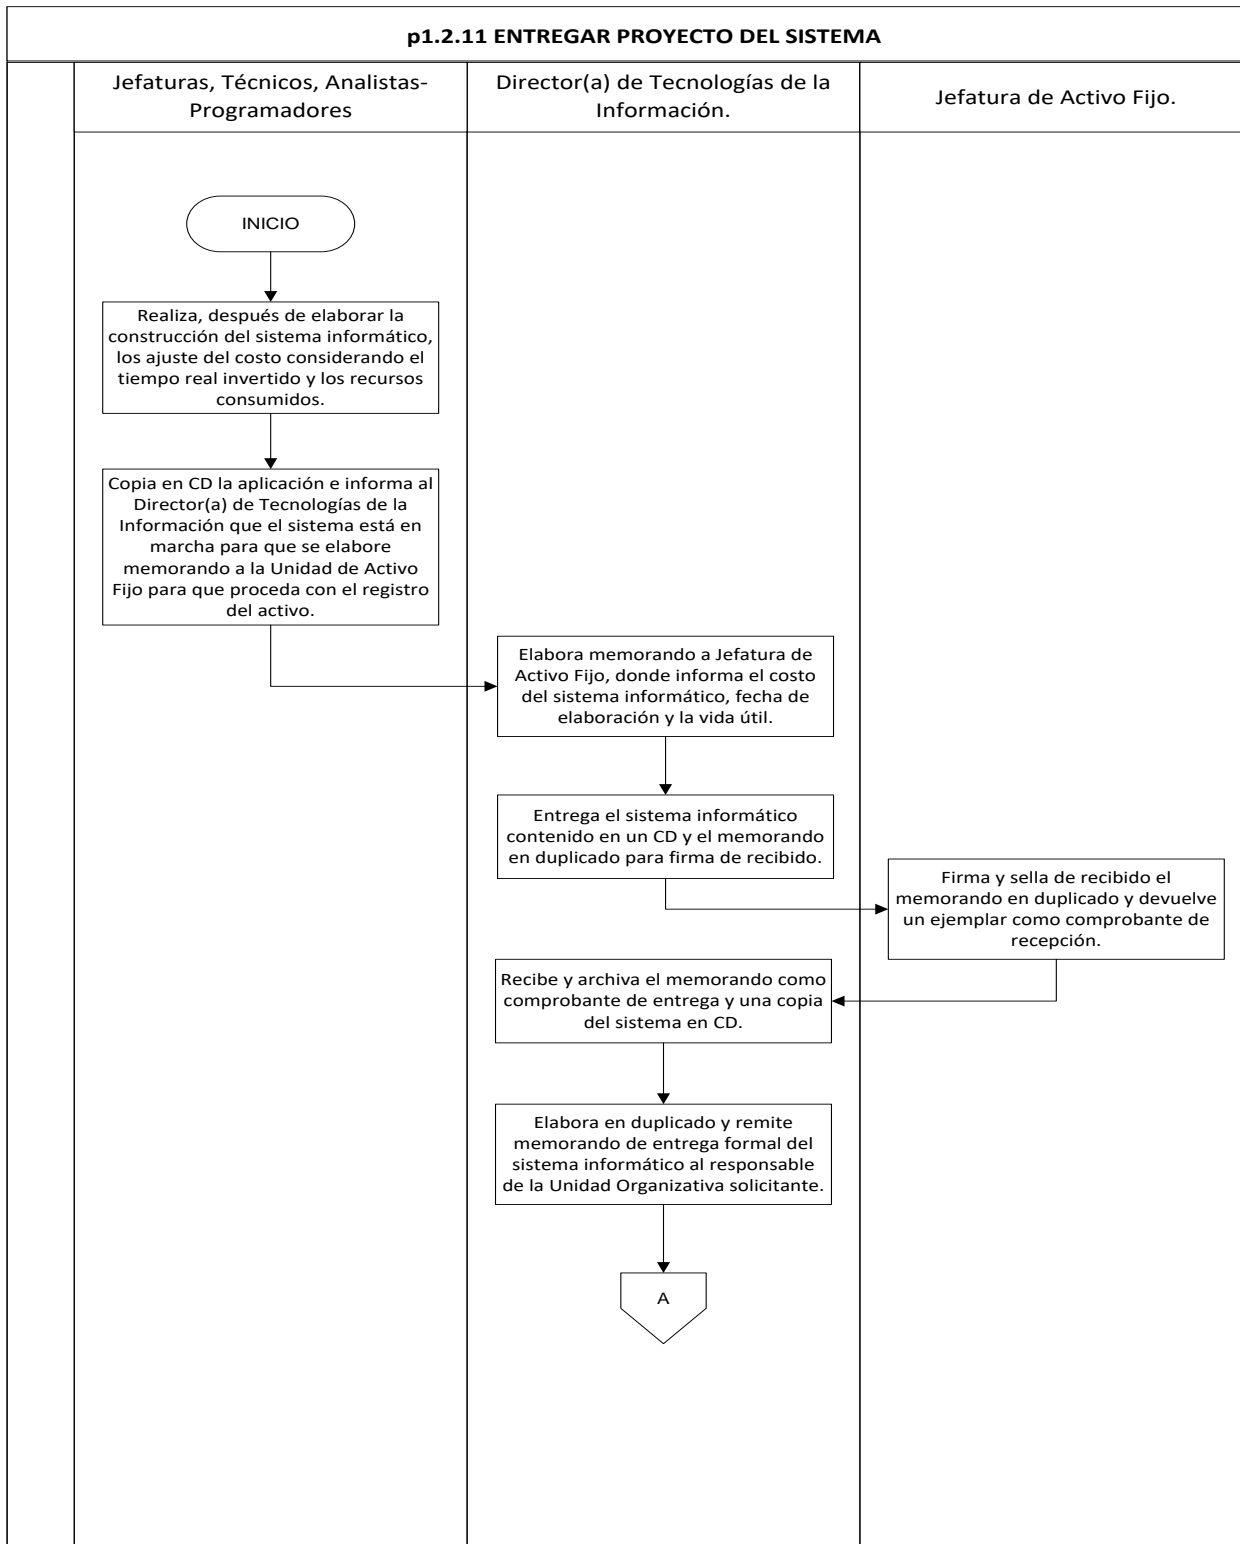 p1.2.11 ENTREGAR PROYECTO DEL SISTEMA
Jefaturas, Técnicos, Analistas-
Programadores
Director(a) de Tecnologías de la
Información.
Jefatura de Activo Fijo.
INICIO
Realiza, después de elaborar la
construcción del sistema informático,
los ajuste del costo considerando el
tiempo real invertido y los recursos
consumidos.
Copia en CD la aplicación e informa al
Director(a) de Tecnologías de la
Información que el sistema está en
marcha para que se elabore
memorando a la Unidad de Activo
Fijo para que proceda con el registro
del activo.
Elabora memorando a Jefatura de
Activo Fijo, donde informa el costo
del sistema informático, fecha de
elaboración y la vida útil.
Entrega el sistema informático
contenido en un CD y el memorando
en duplicado para firma de recibido.
Firma y sella de recibido el
memorando en duplicado y devuelve
un ejemplar como comprobante de
recepción.
Recibe y archiva el memorando como
comprobante de entrega y una copia
del sistema en CD.
Elabora en duplicado y remite
memorando de entrega formal del
sistema informático al responsable
de la Unidad Organizativa solicitante.
A